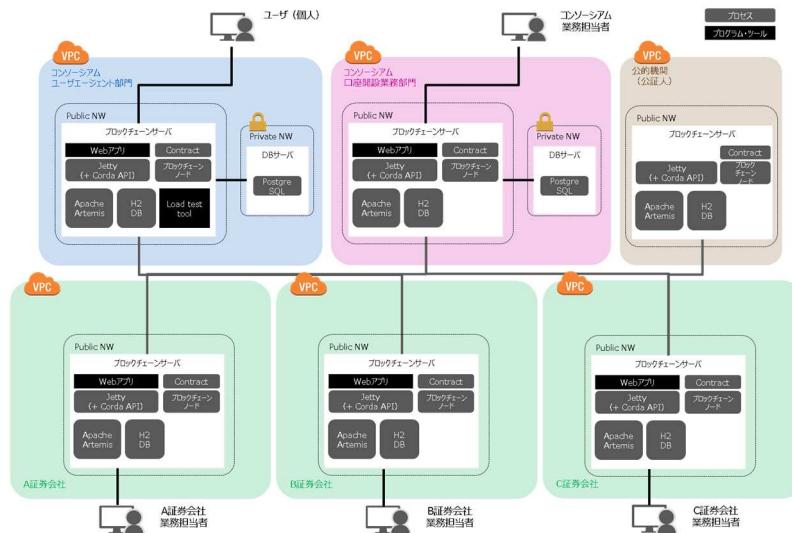 ユーザ（個人）
コンソーシアム
業務担当者
プロセス
プログラム・ツール
VPC
コンソーシアム
ユーザエージェント部門
Public NW
ブロックチェーンサーバ
Webアプリ
Contract
Jetty
(+ Corda API)
ブロックチェーン
ノード
Apache
Artemis
H2
DB
Load test
tool
Private NW
DBサーバ
Postgre
SQL
VPC
コンソーシアム
口座開設業務部門
Public NW
ブロックチェーンサーバ
Webアプリ
Contract
Jetty
(+ Corda API)
ブロックチェーン
ノード
Apache
Artemis
H2
DB
Private NW
DBサーバ
Postgre
SQL
VPC
公的機関
（公証人）
Public NW
ブロックチェーンサーバ
Contract
Jetty
(+ Corda API)
ブロック
チェーン
ノード
Apache
Artemis
H2
DB
VPC
Public NW
ブロックチェーンサーバ
Webアプリ
Contract
Jetty
(+ Corda API)
ブロックチェーン
ノード
Apache
Artemis
H2
DB
A証券会社
A証券会社
業務担当者
VPC
Public NW
ブロックチェーンサーバ
Webアプリ
Contract
Jetty
(+ Corda API)
ブロックチェーン
ノード
Apache
Artemis
H2
DB
B証券会社
B証券会社
業務担当者
VPC
Public NW
ブロックチェーンサーバ
Webアプリ
Contract
Jetty
(+ Corda API)
ブロックチェーン
ノード
Apache
Artemis
H2
DB
C証券会社
C証券会社
業務担当者